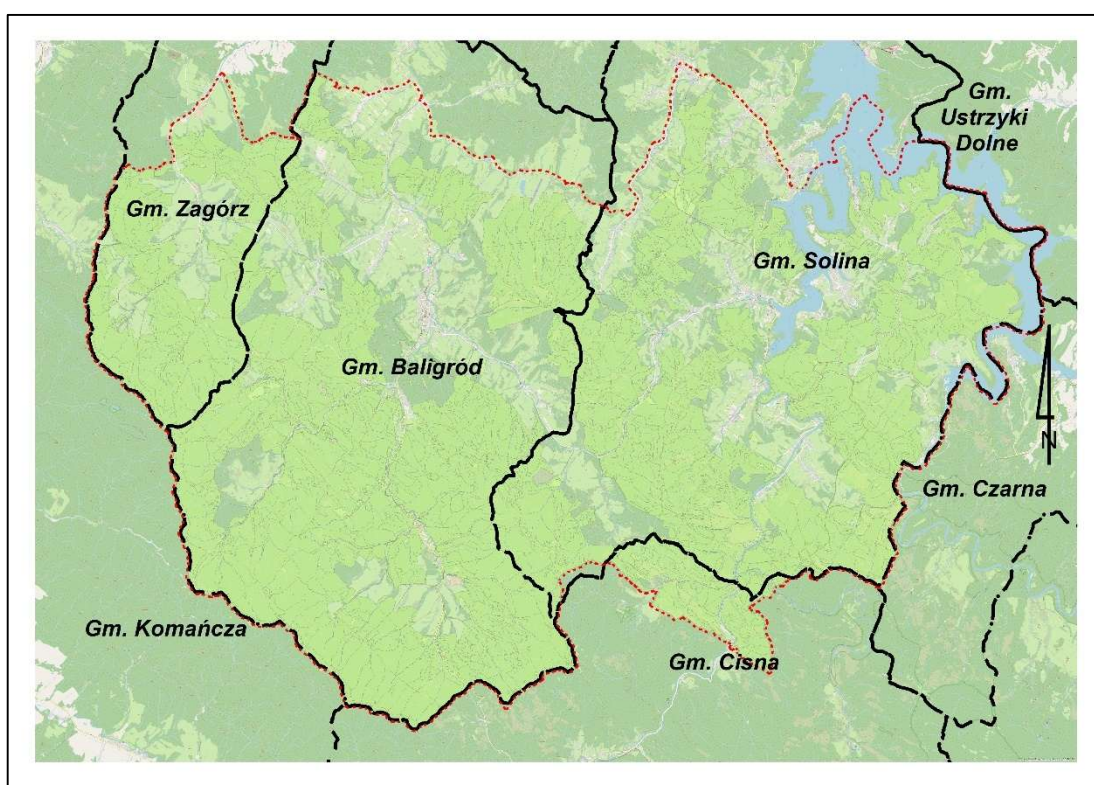 Gm.
Ustrzyki
Dolne
Gm. Zagórz
Gm. Solina
Gm. Baligród
N
Gm. Czarna
Gm. Komańcza
Gm. Cisna